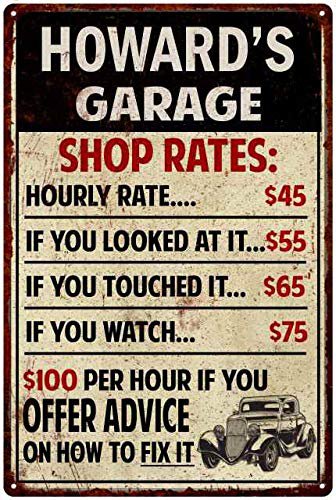 HOWARD'S
GARAGE
SHOP RATES:
HOURLY RATE.... $45
IF YOU LOOKED AT IT...$55
IF YOU TOUCHED IT... $65
IF YOU WATCH... $75
$100 PER HOUR IF YOU
OFFER ADVICE
ON HOW TO FIX IT